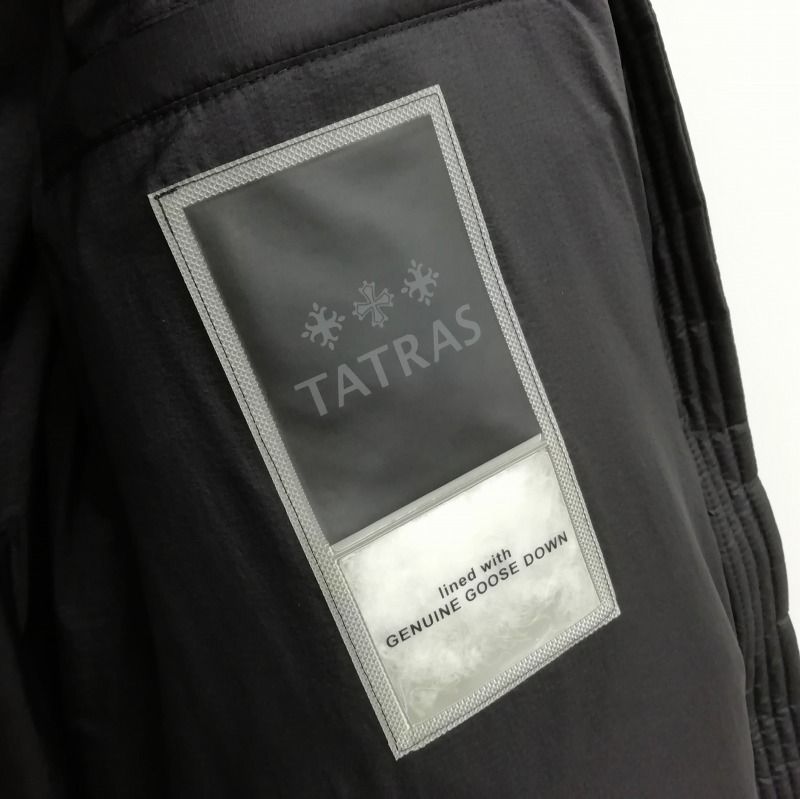 TATRAS
lined with
GENUINE GOOSE DOWN